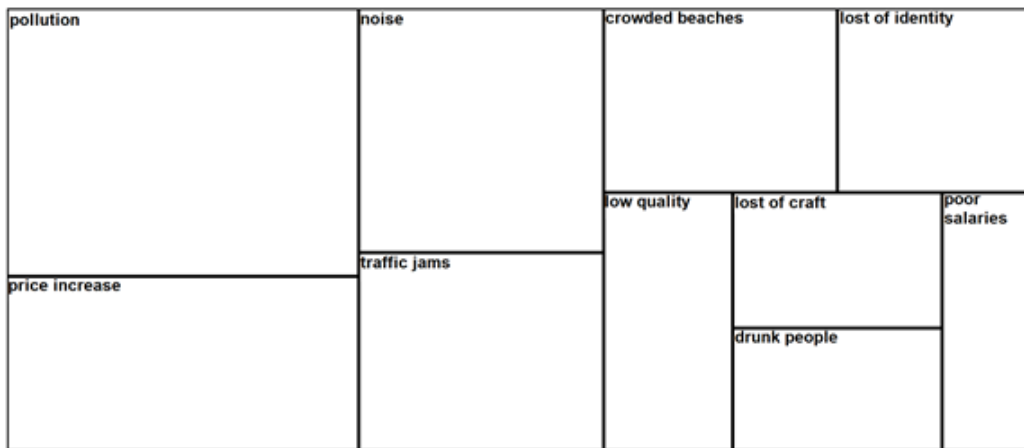 pollution
noise
crowded beaches
lost of identity
low quality
lost of craft
poor
salaries
traffic jams
price increase
drunk people